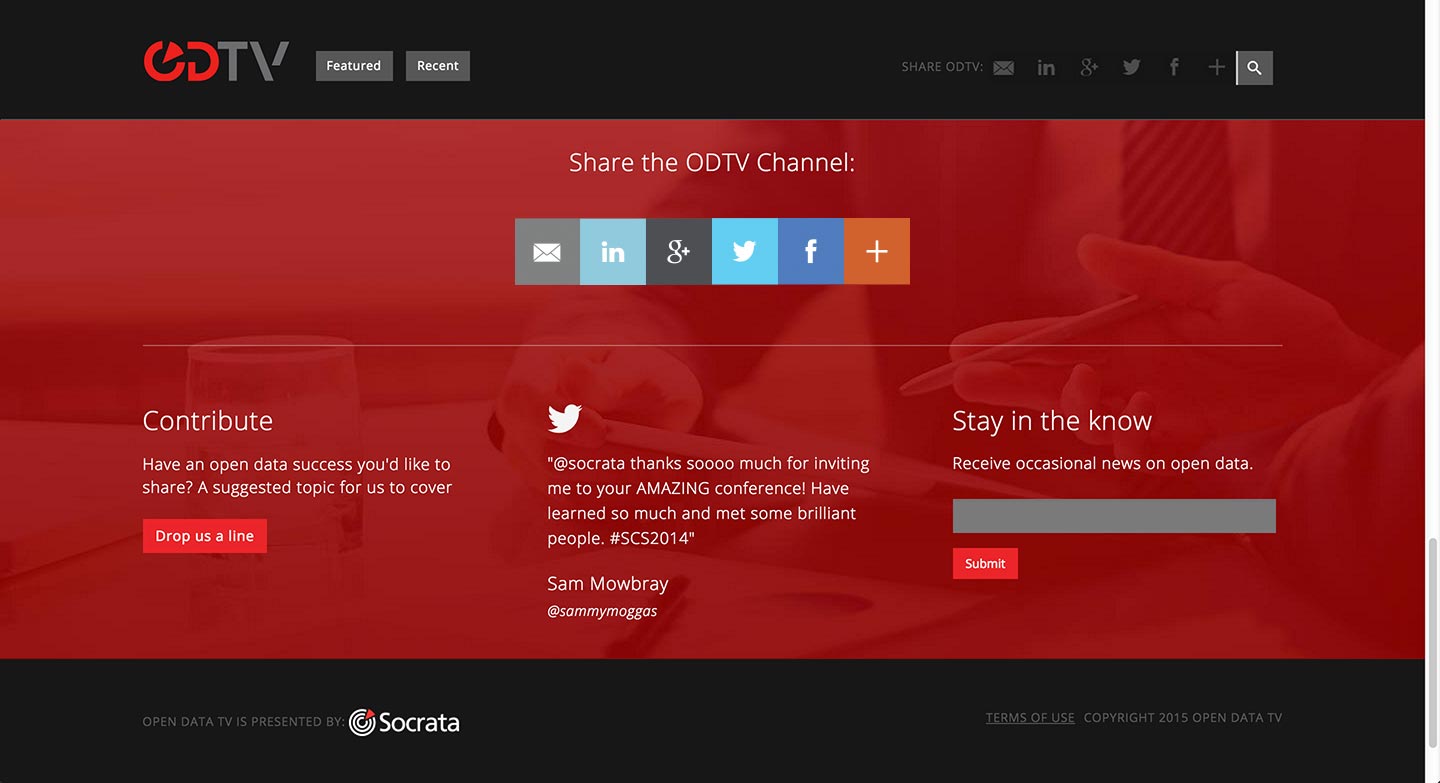 ODTV
Featured
Recent
SHARE ODTV:
in
g+
f
Share the ODTV Channel:
in
g+
f
Contribute
Have an open data success you'd like to
share? A suggested topic for us to cover
Drop us a line
"@socrata thanks soooo much for inviting
me to your AMAZING conference! Have
learned so much and met some brilliant
people. #SCS2014"
Sam Mowbray
@sammymoggas
Stay in the know
Receive occasional news on open data.
Submit
OPEN DATA TV IS PRESENTED BY: Socrata
TERMS OF USE COPYRIGHT 2015 OPEN DATA TV